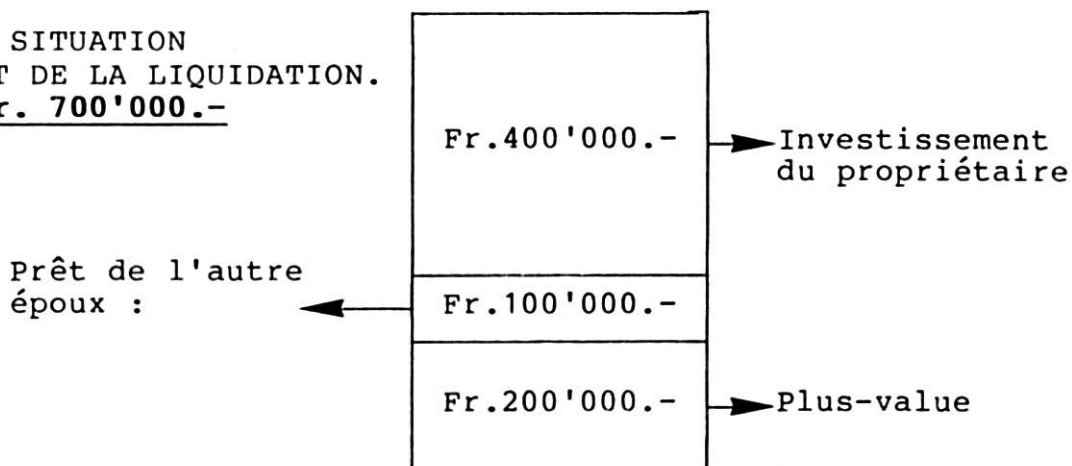 SITUATION
T DE LA LIQUIDATION.
r. 700'000.-
Fr.400'000.-
Investissement
du propriétaire
Prêt de l'autre
époux :
Fr.100'000.-
Fr.200'000.-
Plus-value